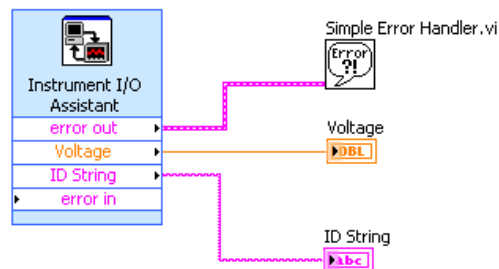 Simple Error Handler.vi
Error
?!
Instrument I/O
Assistant
error out
Voltage
ID String
error in
Voltage
DBL
ID String
abc